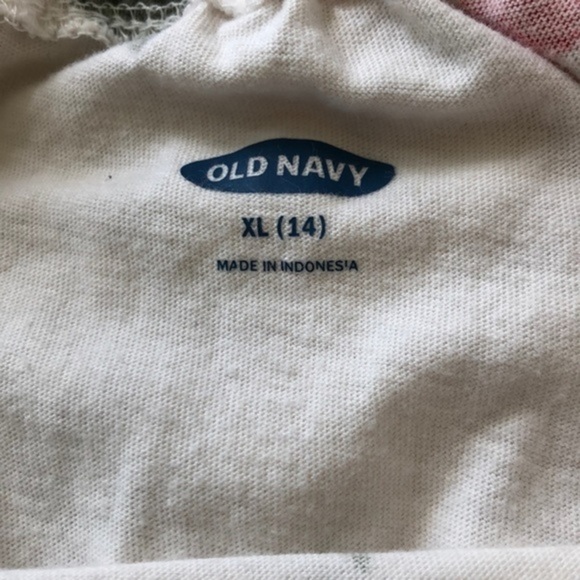 OLD NAVY
XL (14)
MADE IN INDONESIA